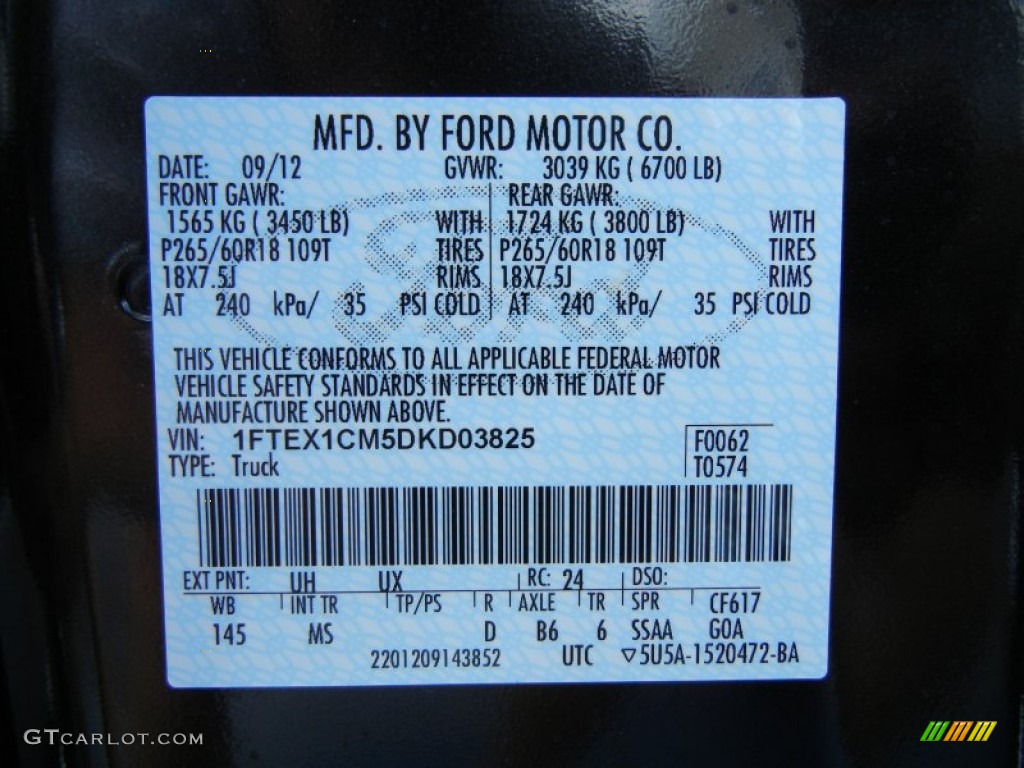 MFD. BY FORD MOTOR CO.
DATE: 09/12 GVWR: 3039 KG ( 6700 LB)
FRONT GAWR: REAR GAWR:
1565 KG ( 3450 LB) WITH 1724 KG ( 3800 LB) WITH
P265/60R18 109T TIRES P265/60R18 109T TIRES
18X7.5J RIMS 18X7.5J RIMS
AT 240 kPa/ 35 PSI COLD AT 240 kPa/ 35 PSI COLD
THIS VEHICLE CONFORMS TO ALL APPLICABLE FEDERAL MOTOR
VEHICLE SAFETY STANDARDS IN EFFECT ON THE DATE OF
MANUFACTURE SHOWN ABOVE.
VIN: 1FTEX1CM5DKD03825 F0062
TYPE: Truck T0574
EXT PNT: UH UX RC: 24 DSO:
WB INT TR TP/PS R AXLE TR SPR CF617
145 MS D B6 6 SSAA GOA
2201209143852 UTC ▽5U5A-1520472-BA
GTCARLOT.COM